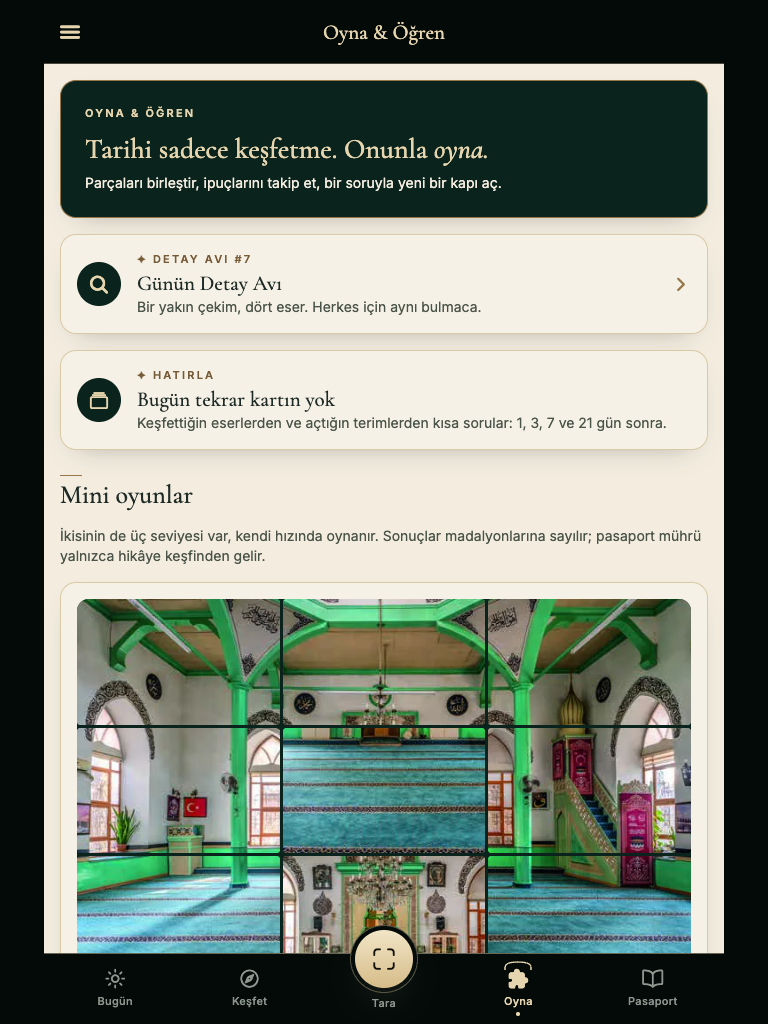 Oyna & Öğren
OYNA & ÖĞREN
Tarihi sadece keşfetme. Onunla oyna.
Parçaları birleştir, ipuçlarını takip et, bir soruyla yeni bir kapı aç.
✦ DETAY AVI #7
Günün Detay Avı
Bir yakın çekim, dört eser. Herkes için aynı bulmaca.
✦ HATIRLA
Bugün tekrar kartın yok
Keşfettiğin eserlerden ve açtığın terimlerden kısa sorular: 1, 3, 7 ve 21 gün sonra.
Mini oyunlar
İkisinin de üç seviyesi var, kendi hızında oynanır. Sonuçlar madalyonlarına sayılır; pasaport mührü
yalnızca hikâye keşfinden gelir.
Bugün
Keşfet
Tara
Oyna
Pasaport